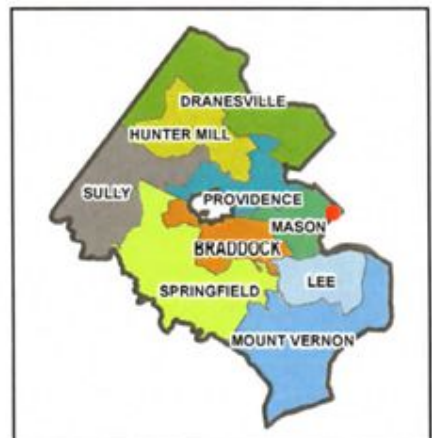 DRANESVILLE
HUNTER MILL
SULLY
PROVIDENCE
MASON
BRADDOCK
LEE
SPRINGFIELD
MOUNT VERNON